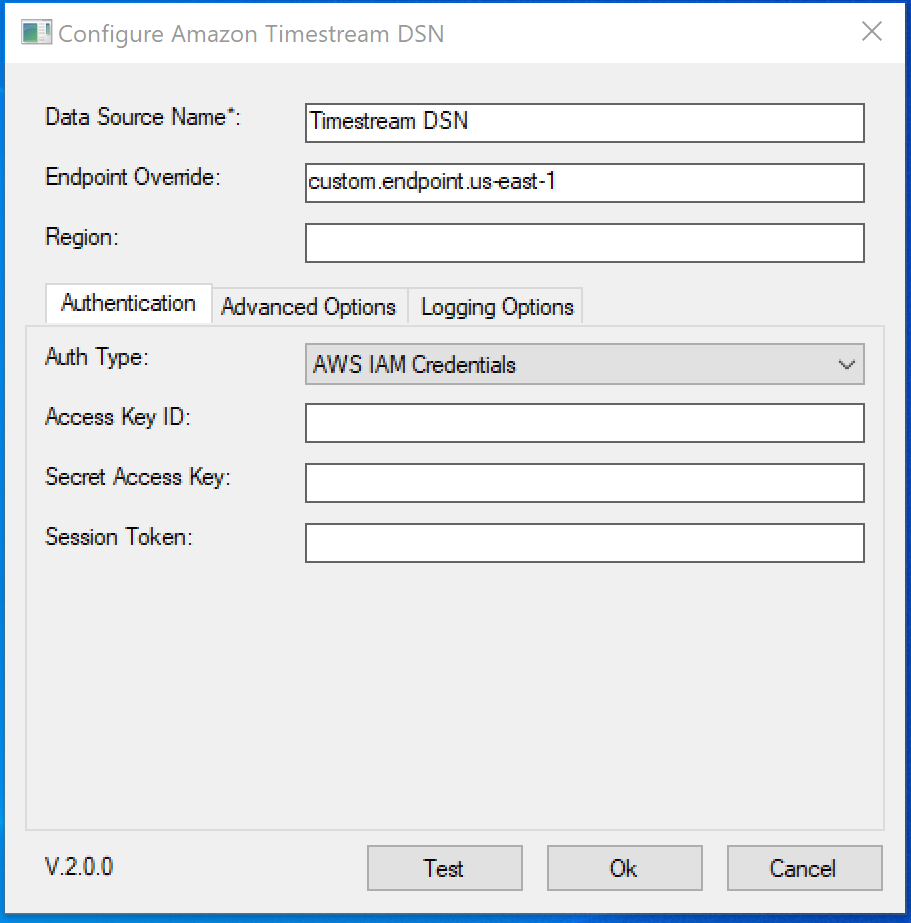 Configure Amazon Timestream DSN
Data Source Name*: Timestream DSN
Endpoint Override: custom.endpoint.us-east-1
Region:
Authentication Advanced Options Logging Options
Auth Type: AWS IAM Credentials
Access Key ID:
Secret Access Key:
Session Token:
V.2.0.0 Test Ok Cancel